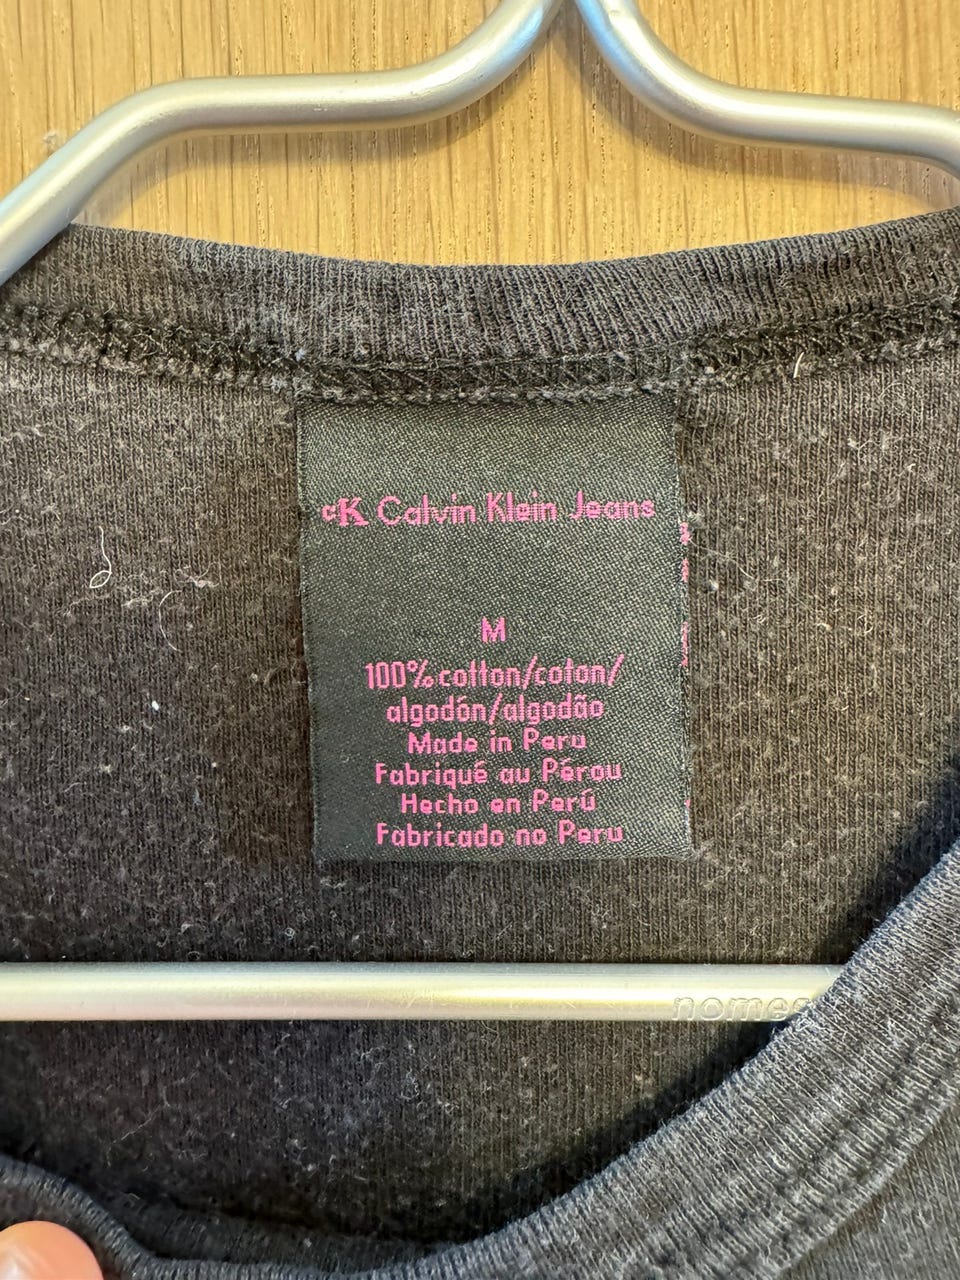 cK Calvin Klein Jeans
M
100% cotton/coton/
algodón/algodão
Made in Peru
Fabriqué au Pérou
Hecho en Perú
Fabricado no Peru